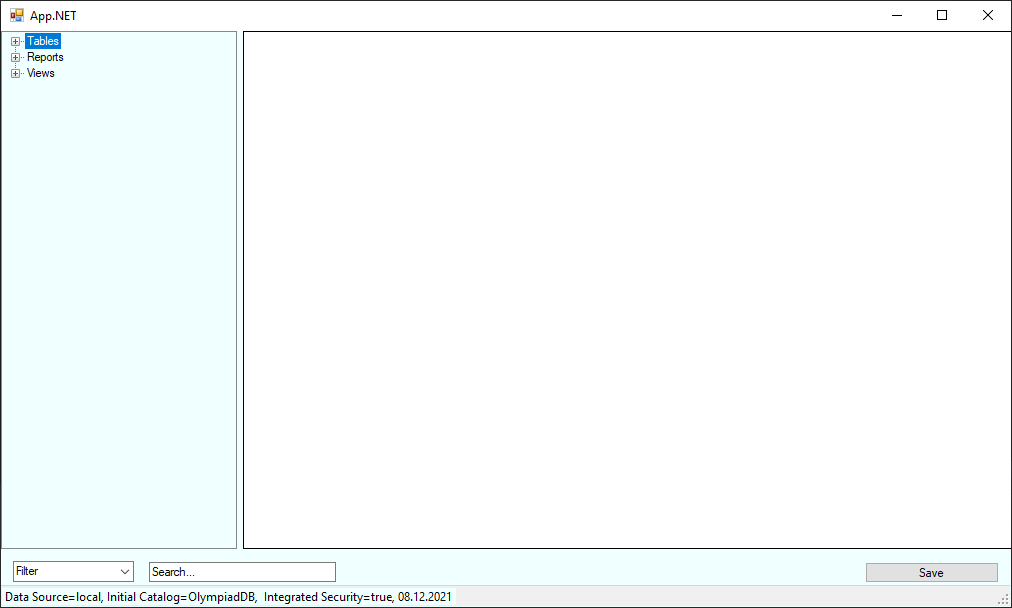 App.NET
Tables
Reports
Views
Filter
Search...
Save
Data Source=local, Initial Catalog=OlympiadDB,  Integrated Security=true, 08.12.2021